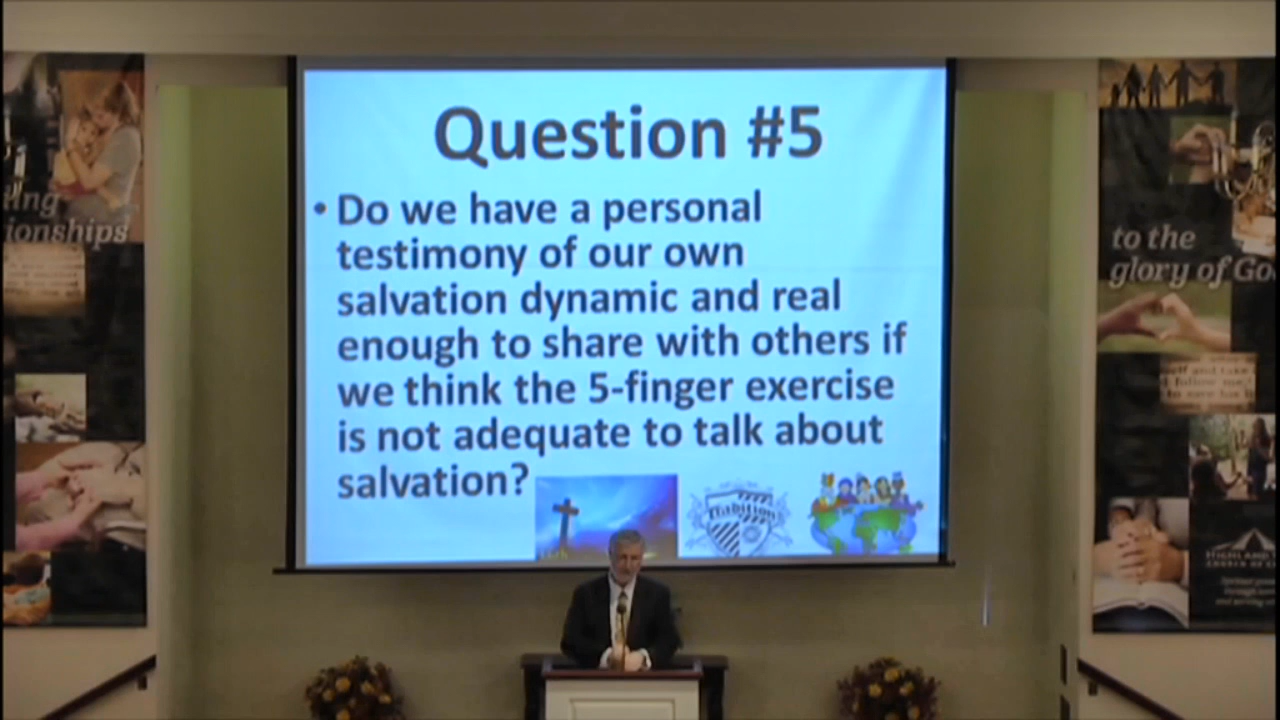 Question #5
• Do we have a personal
testimony of our own
salvation dynamic and real
enough to share with others if
we think the 5-finger exercise
is not adequate to talk about
salvation?
ing
ionships
to the
glory of Go